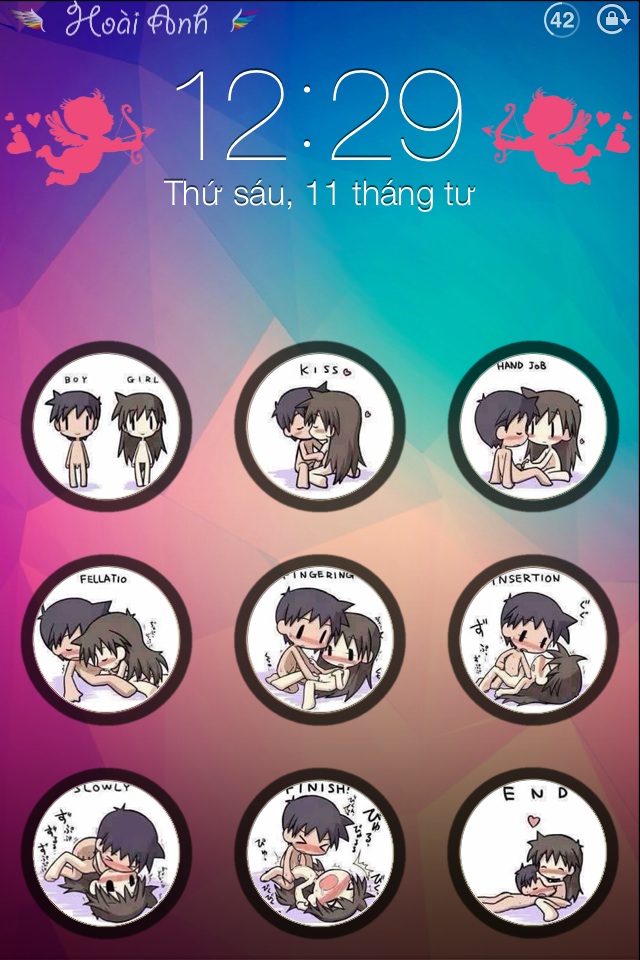 Hoài Anh
42
12:29
Thứ sáu, 11 tháng tư
BOY GIRL
KISS
HAND JOB
FELLATIO
FINGERING
INSERTION
SLOWLY
FINISH!
END